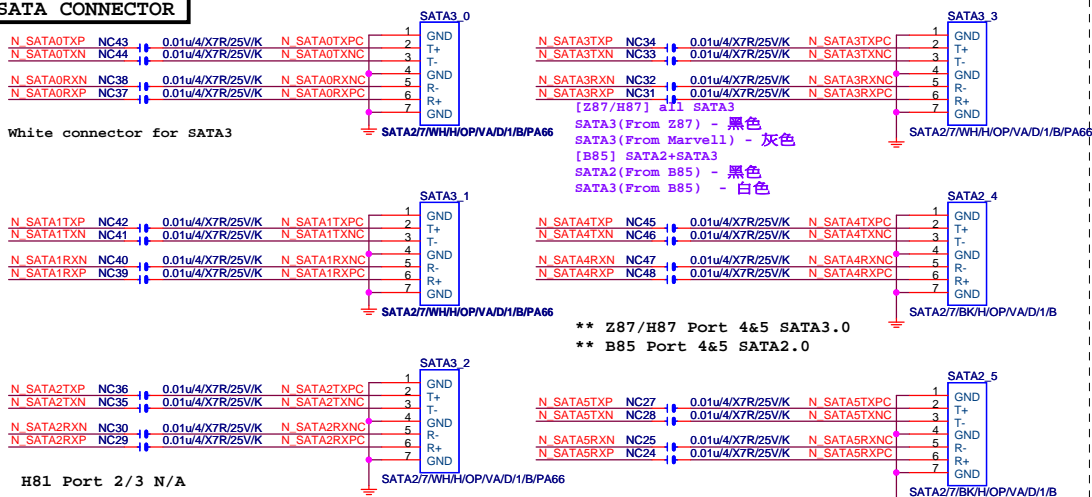 SATA CONNECTOR
SATA3_0
N_SATA0TXP NC43 0.01u/4/X7R/25V/K N_SATA0TXPC
N_SATA0TXN NC44 0.01u/4/X7R/25V/K N_SATA0TXNC
N_SATA0RXN NC38 0.01u/4/X7R/25V/K N_SATA0RXNC
N_SATA0RXP NC37 0.01u/4/X7R/25V/K N_SATA0RXPC
1 GND
2 T+
3 T-
4 GND
5 R-
6 R+
7 GND
White connector for SATA3
SATA2/7/WH/H/OP/VA/D/1/B/PA66
SATA3_3
N_SATA3TXP NC34 0.01u/4/X7R/25V/K N_SATA3TXPC
N_SATA3TXN NC33 0.01u/4/X7R/25V/K N_SATA3TXNC
N_SATA3RXN NC32 0.01u/4/X7R/25V/K N_SATA3RXNC
N_SATA3RXP NC31 0.01u/4/X7R/25V/K N_SATA3RXPC
1 GND
2 T+
3 T-
4 GND
5 R-
6 R+
7 GND
SATA2/7/WH/H/OP/VA/D/1/B/PA66
[Z87/H87] all SATA3
SATA3(From Z87) - 黑色
SATA3(From Marvell) - 灰色
[B85] SATA2+SATA3
SATA2(From B85) - 黑色
SATA3(From B85) - 白色
SATA3_1
N_SATA1TXP NC42 0.01u/4/X7R/25V/K N_SATA1TXPC
N_SATA1TXN NC41 0.01u/4/X7R/25V/K N_SATA1TXNC
N_SATA1RXN NC40 0.01u/4/X7R/25V/K N_SATA1RXNC
N_SATA1RXP NC39 0.01u/4/X7R/25V/K N_SATA1RXPC
1 GND
2 T+
3 T-
4 GND
5 R-
6 R+
7 GND
SATA2/7/WH/H/OP/VA/D/1/B/PA66
SATA2_4
N_SATA4TXP NC45 0.01u/4/X7R/25V/K N_SATA4TXPC
N_SATA4TXN NC46 0.01u/4/X7R/25V/K N_SATA4TXNC
N_SATA4RXN NC47 0.01u/4/X7R/25V/K N_SATA4RXNC
N_SATA4RXP NC48 0.01u/4/X7R/25V/K N_SATA4RXPC
1 GND
2 T+
3 T-
4 GND
5 R-
6 R+
7 GND
SATA2/7/BK/H/OP/VA/D/1/B
** Z87/H87 Port 4&5 SATA3.0
** B85 Port 4&5 SATA2.0
SATA3_2
N_SATA2TXP NC36 0.01u/4/X7R/25V/K N_SATA2TXPC
N_SATA2TXN NC35 0.01u/4/X7R/25V/K N_SATA2TXNC
N_SATA2RXN NC30 0.01u/4/X7R/25V/K N_SATA2RXNC
N_SATA2RXP NC29 0.01u/4/X7R/25V/K N_SATA2RXPC
1 GND
2 T+
3 T-
4 GND
5 R-
6 R+
7 GND
H81 Port 2/3 N/A
SATA2/7/WH/H/OP/VA/D/1/B/PA66
SATA2_5
N_SATA5TXP NC27 0.01u/4/X7R/25V/K N_SATA5TXPC
N_SATA5TXN NC28 0.01u/4/X7R/25V/K N_SATA5TXNC
N_SATA5RXN NC25 0.01u/4/X7R/25V/K N_SATA5RXNC
N_SATA5RXP NC24 0.01u/4/X7R/25V/K N_SATA5RXPC
1 GND
2 T+
3 T-
4 GND
5 R-
6 R+
7 GND
SATA2/7/BK/H/OP/VA/D/1/B